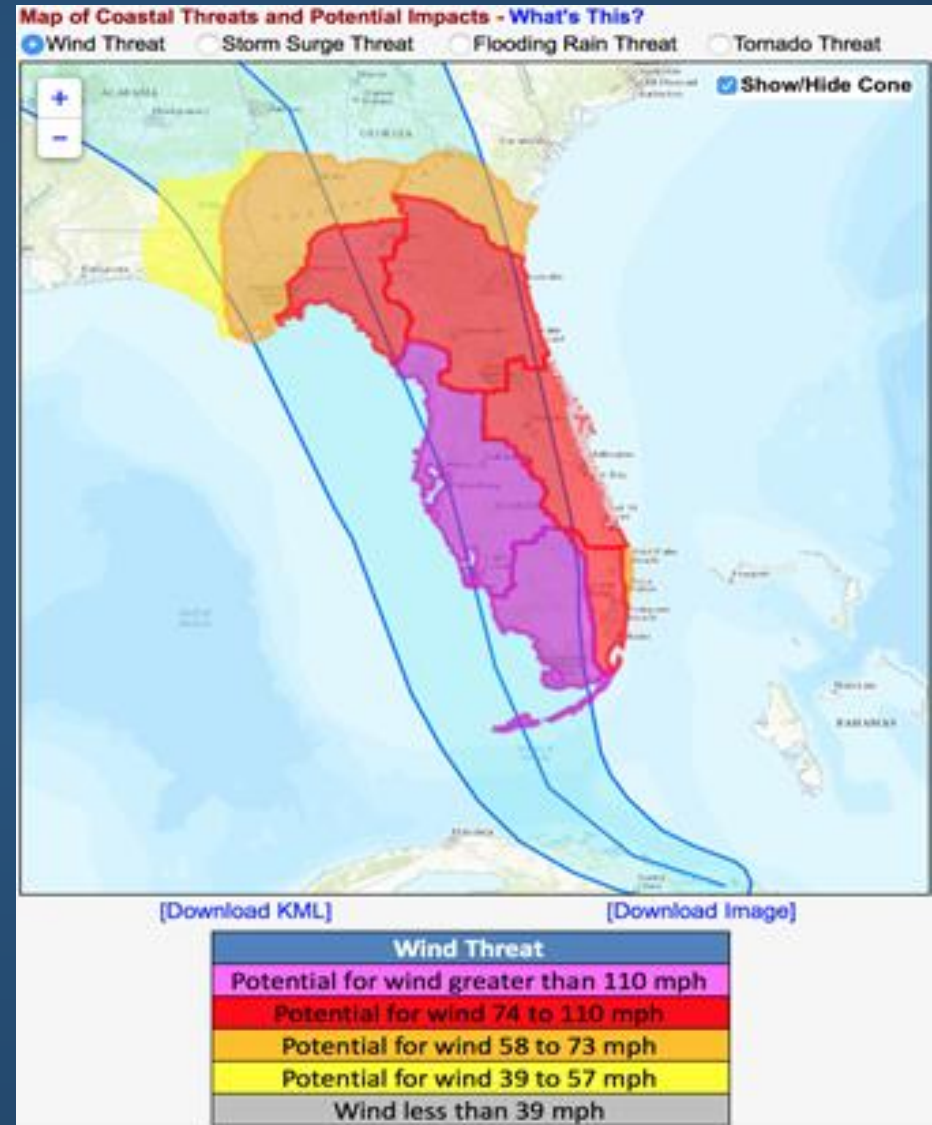 Map of Coastal Threats and Potential Impacts - What's This?
Wind Threat Storm Surge Threat Flooding Rain Threat Tornado Threat
Show/Hide Cone
+
−
ALABAMA
GEORGIA
BAHAMAS
[Download KML] [Download Image]
Wind Threat
Potential for wind greater than 110 mph
Potential for wind 74 to 110 mph
Potential for wind 58 to 73 mph
Potential for wind 39 to 57 mph
Wind less than 39 mph